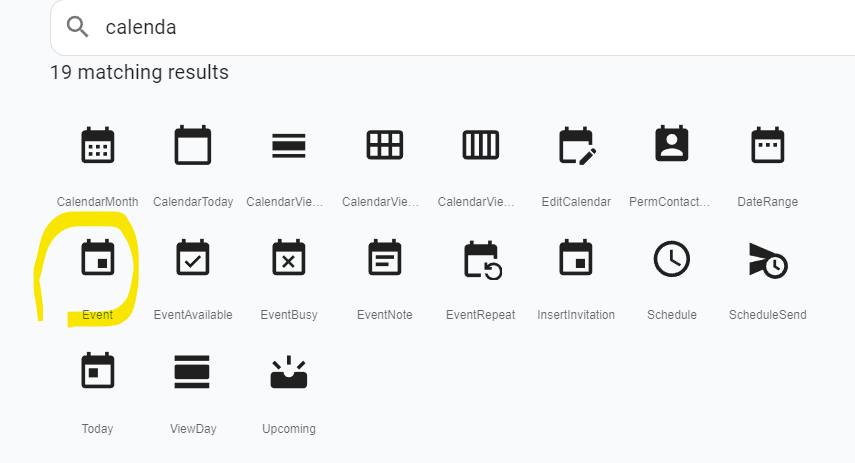 calenda
19 matching results
CalendarMonth CalendarToday CalendarVie... CalendarVie... CalendarVie... EditCalendar PermContact... DateRange
Event EventAvailable EventBusy EventNote EventRepeat InsertInvitation Schedule ScheduleSend
Today ViewDay Upcoming